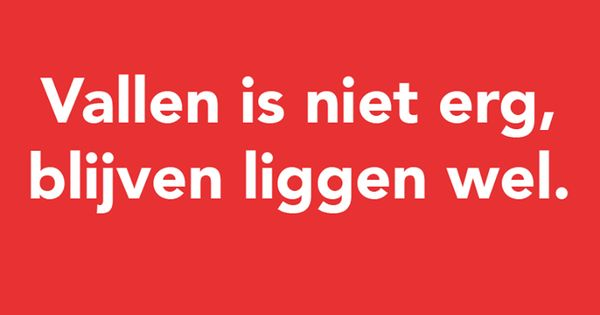 Vallen is niet erg,
blijven liggen wel.